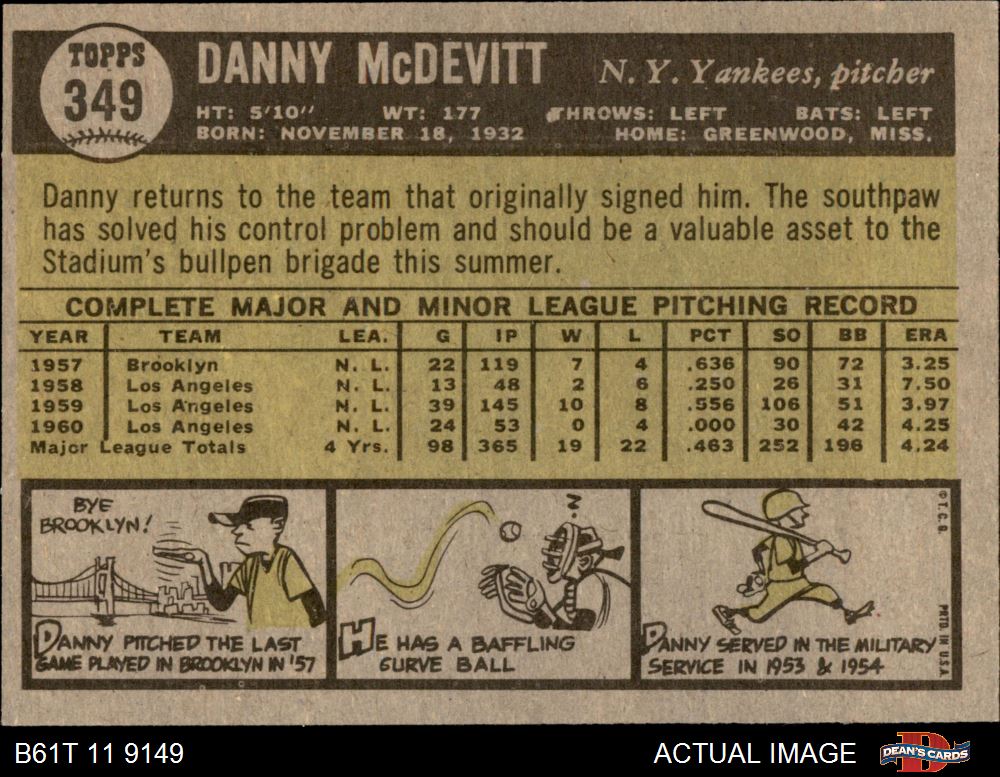 TOPPS
349
DANNY McDEVITT
N. Y. Yankees, pitcher
HT: 5'10" WT: 177 THROWS: LEFT BATS: LEFT
BORN: NOVEMBER 18, 1932 HOME: GREENWOOD, MISS.
Danny returns to the team that originally signed him. The southpaw
has solved his control problem and should be a valuable asset to the
Stadium's bullpen brigade this summer.
COMPLETE MAJOR AND MINOR LEAGUE PITCHING RECORD
YEAR TEAM LEA. G IP W L PCT SO BB ERA
1957 Brooklyn N. L. 22 119 7 4 .636 90 72 3.25
1958 Los Angeles N. L. 13 48 2 6 .250 26 31 7.50
1959 Los Angeles N. L. 39 145 10 8 .556 106 51 3.97
1960 Los Angeles N. L. 24 53 0 4 .000 30 42 4.25
Major League Totals 4 Yrs. 98 365 19 22 .463 252 196 4.24
BYE
BROOKLYN!
DANNY PITCHED THE LAST
GAME PLAYED IN BROOKLYN IN '57
HE HAS A BAFFLING
CURVE BALL
DANNY SERVED IN THE MILITARY
SERVICE IN 1953 & 1954
© T. C. G.
PRTD. IN U.S.A.
B61T 11 9149
ACTUAL IMAGE
DEAN'S CARDS